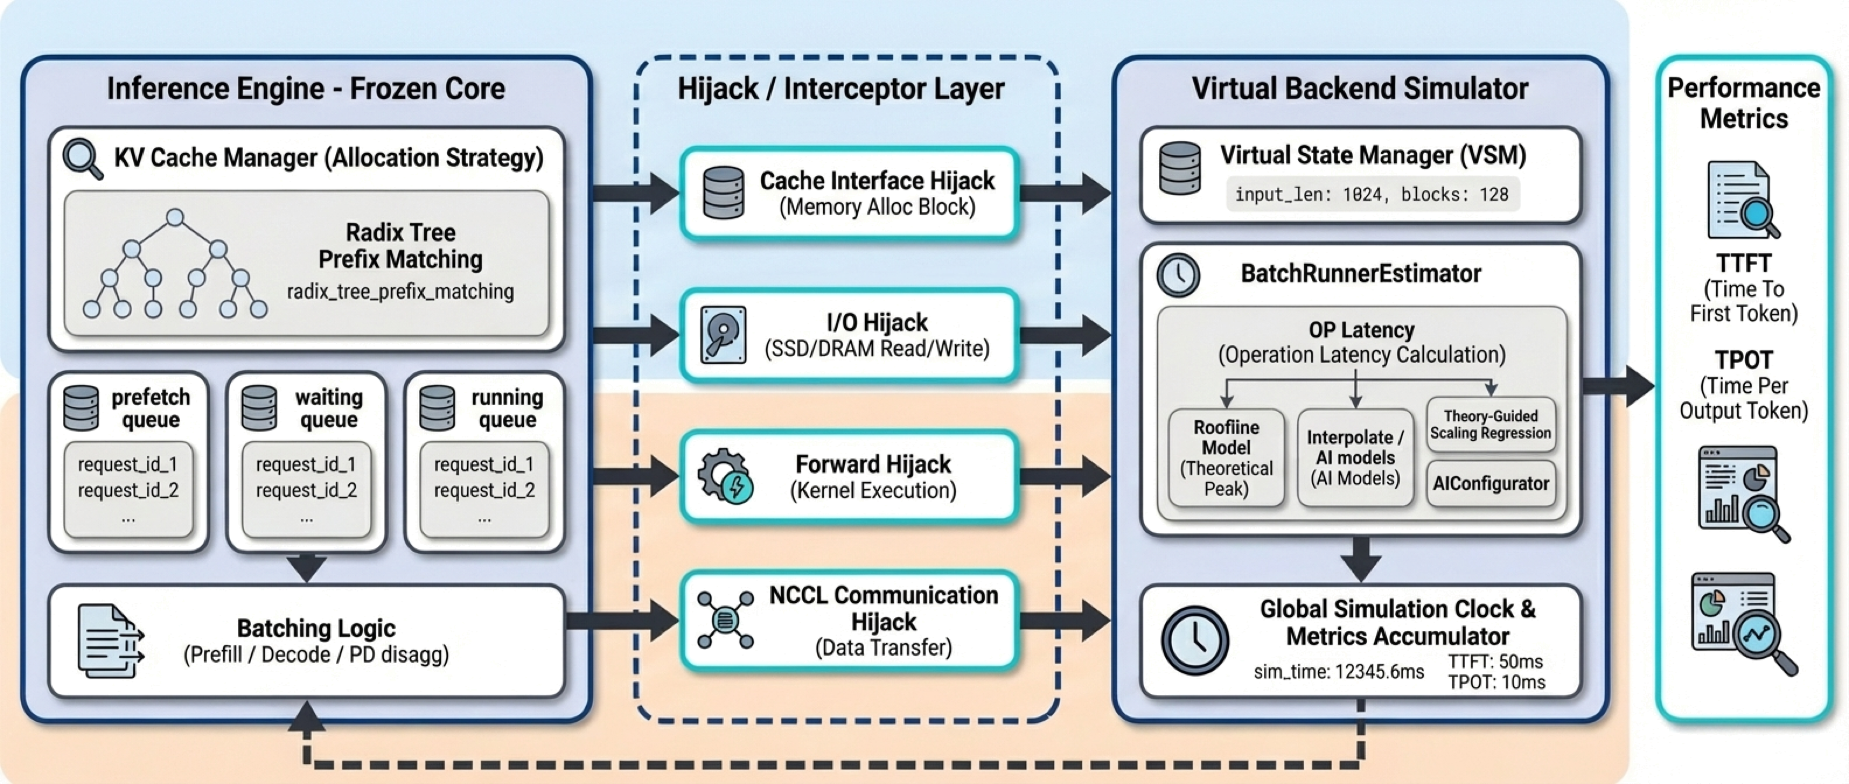 Inference Engine - Frozen Core
KV Cache Manager (Allocation Strategy)
Radix Tree
Prefix Matching
radix_tree_prefix_matching
prefetch
queue
request_id_1
request_id_2
...
waiting
queue
request_id_1
request_id_2
...
running
queue
request_id_1
request_id_2
...
Batching Logic
(Prefill / Decode / PD disagg)
Hijack / Interceptor Layer
Cache Interface Hijack
(Memory Alloc Block)
I/O Hijack
(SSD/DRAM Read/Write)
Forward Hijack
(Kernel Execution)
NCCL Communication
Hijack
(Data Transfer)
Virtual Backend Simulator
Virtual State Manager (VSM)
input_len: 1024, blocks: 128
BatchRunnerEstimator
OP Latency
(Operation Latency Calculation)
Roofline
Model
(Theoretical
Peak)
Interpolate /
AI models
(AI Models)
Theory-Guided
Scaling Regression
AIConfigurator
Global Simulation Clock &
Metrics Accumulator
sim_time: 12345.6ms
TTFT: 50ms
TPOT: 10ms
Performance
Metrics
TTFT
(Time To
First Token)
TPOT
(Time Per
Output Token)